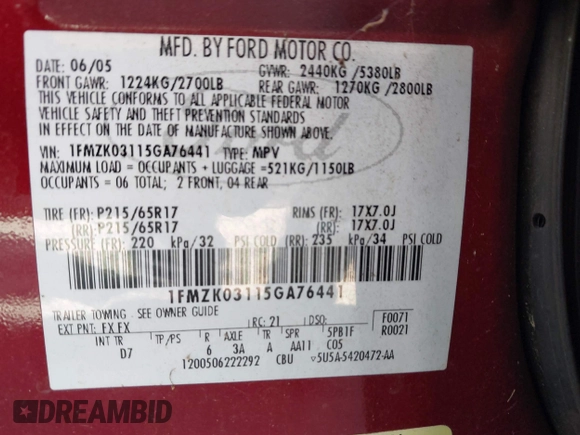 MFD. BY FORD MOTOR CO.
DATE: 06/05 GVWR: 2440KG /5380LB
FRONT GAWR: 1224KG/2700LB REAR GAWR: 1270KG /2800LB
THIS VEHICLE CONFORMS TO ALL APPLICABLE FEDERAL MOTOR
VEHICLE SAFETY AND THEFT PREVENTION STANDARDS
IN EFFECT ON THE DATE OF MANUFACTURE SHOWN ABOVE.
Ford
VIN: 1FMZK03115GA76441 TYPE: MPV
MAXIMUM LOAD = OCCUPANTS + LUGGAGE =521KG/1150LB
OCCUPANTS = 06 TOTAL; 2 FRONT, 04 REAR
TIRE (FR): P215/65R17 RIMS (FR): 17X7.0J
(RR): P215/65R17 (RR): 17X7.0J
PRESSURE (FR): 220 kPa/32 PSI COLD (RR): 235 kPa/34 PSI COLD
1FMZK03115GA76441
TRAILER TOWING - SEE OWNER GUIDE
EXT PNT: FX FX RC: 21 DSO: F0071
INT TR TP/PS R AXLE TR SPR 5PB1F R0021
D7 6 3A A AA11 C05
1200506222292 CBU ▽5U5A-5420472-AA
DREAMBID